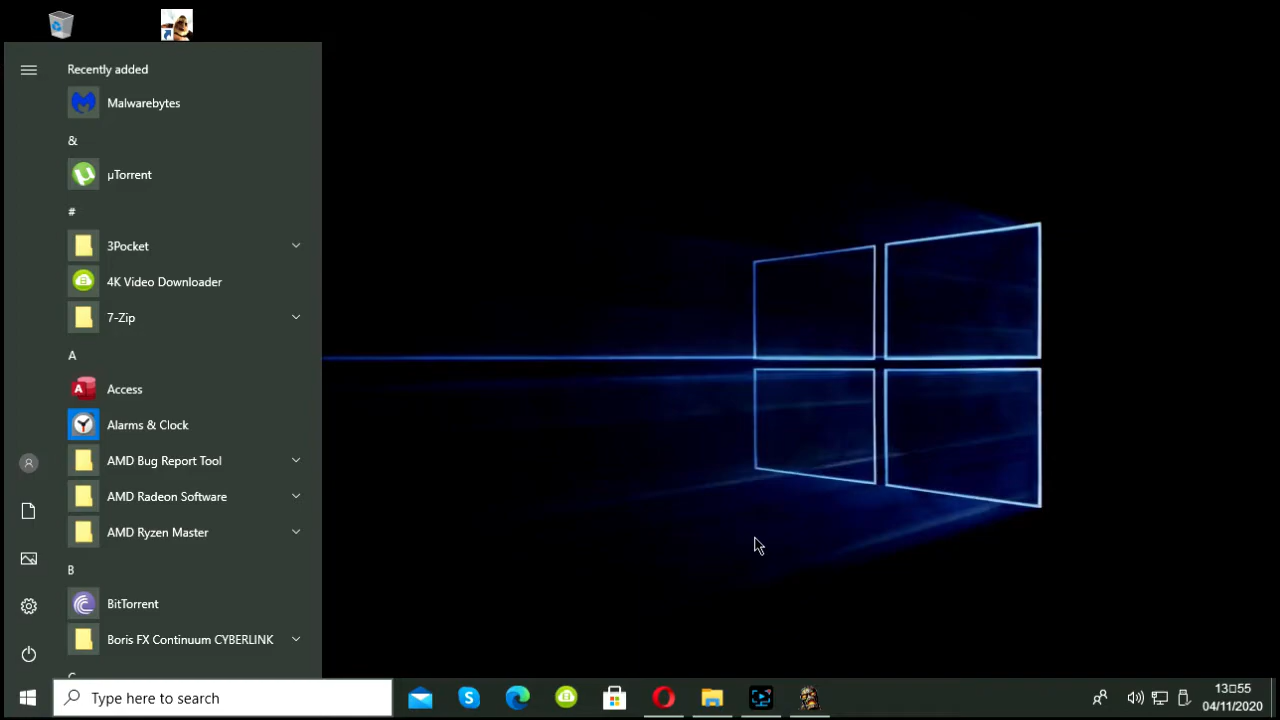 Recently added
Malwarebytes
&
µTorrent
#
3Pocket
4K Video Downloader
7-Zip
A
Access
Alarms & Clock
AMD Bug Report Tool
AMD Radeon Software
AMD Ryzen Master
B
BitTorrent
Boris FX Continuum CYBERLINK
Type here to search
13□55
04/11/2020